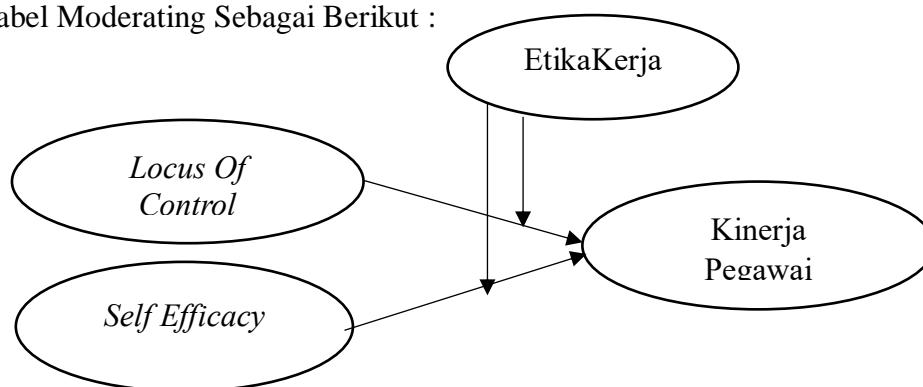 abel Moderating Sebagai Berikut :
EtikaKerja
Locus Of
Control
Kinerja
Pegawai
Self Efficacy